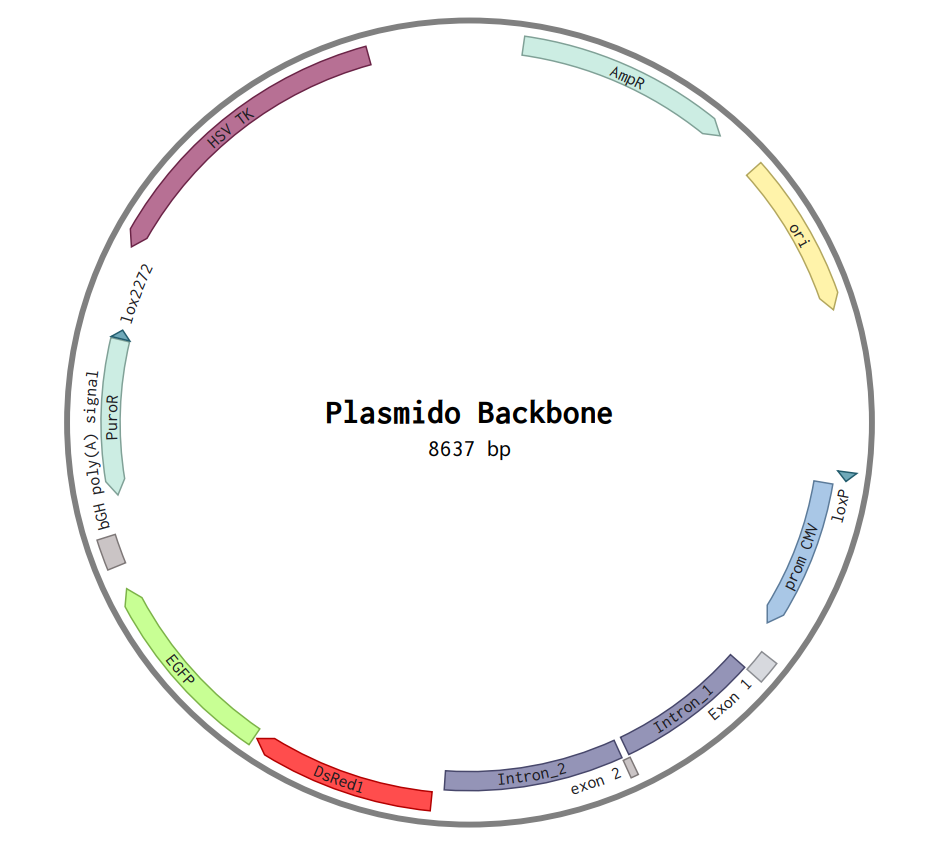 Plasmido Backbone
8637 bp
AmpR
ori
loxP
prom CMV
Exon 1
Intron_1
exon 2
Intron_2
DsRed1
EGFP
bGH poly(A) signal
PuroR
lox2272
HSV TK